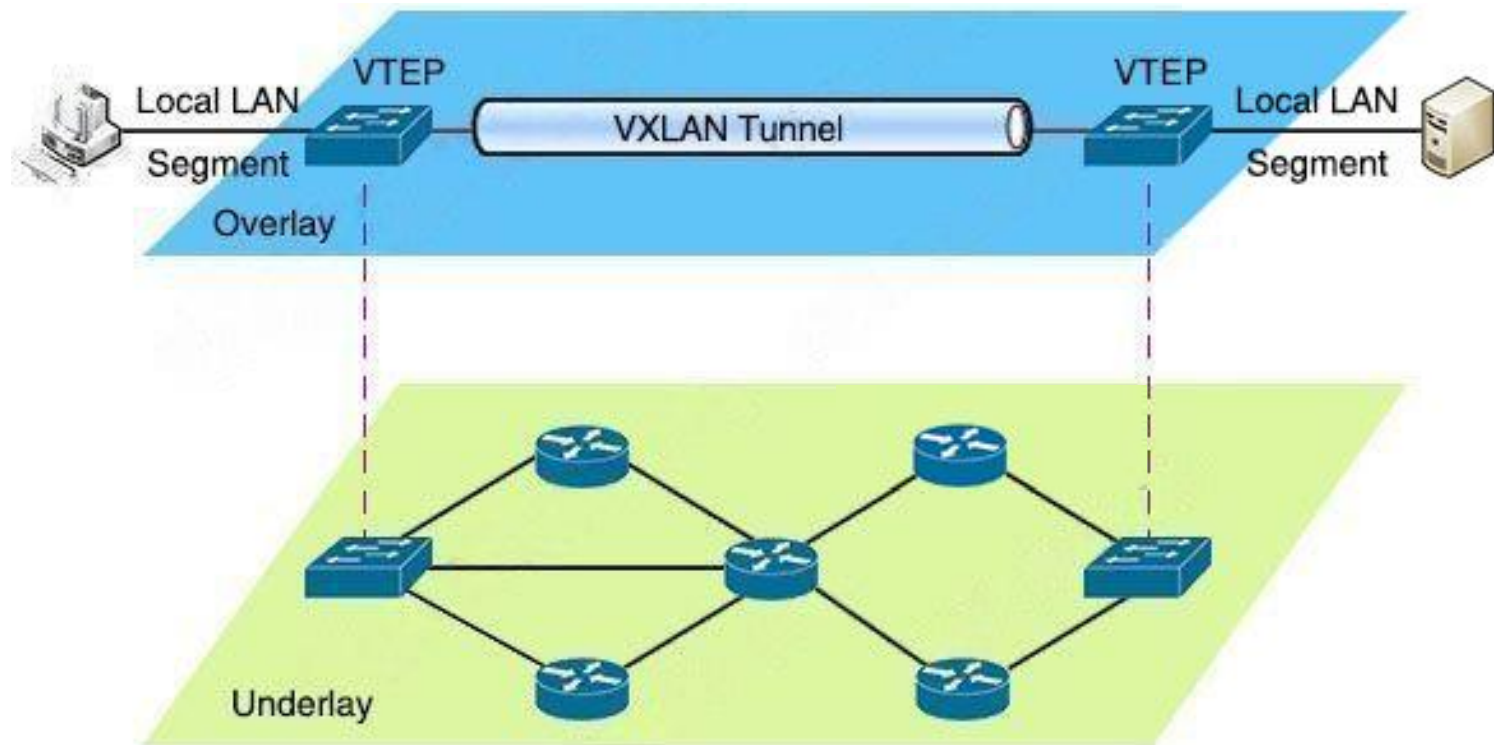 VTEP
VTEP
Local LAN
Segment
VXLAN Tunnel
Local LAN
Segment
Overlay
Underlay